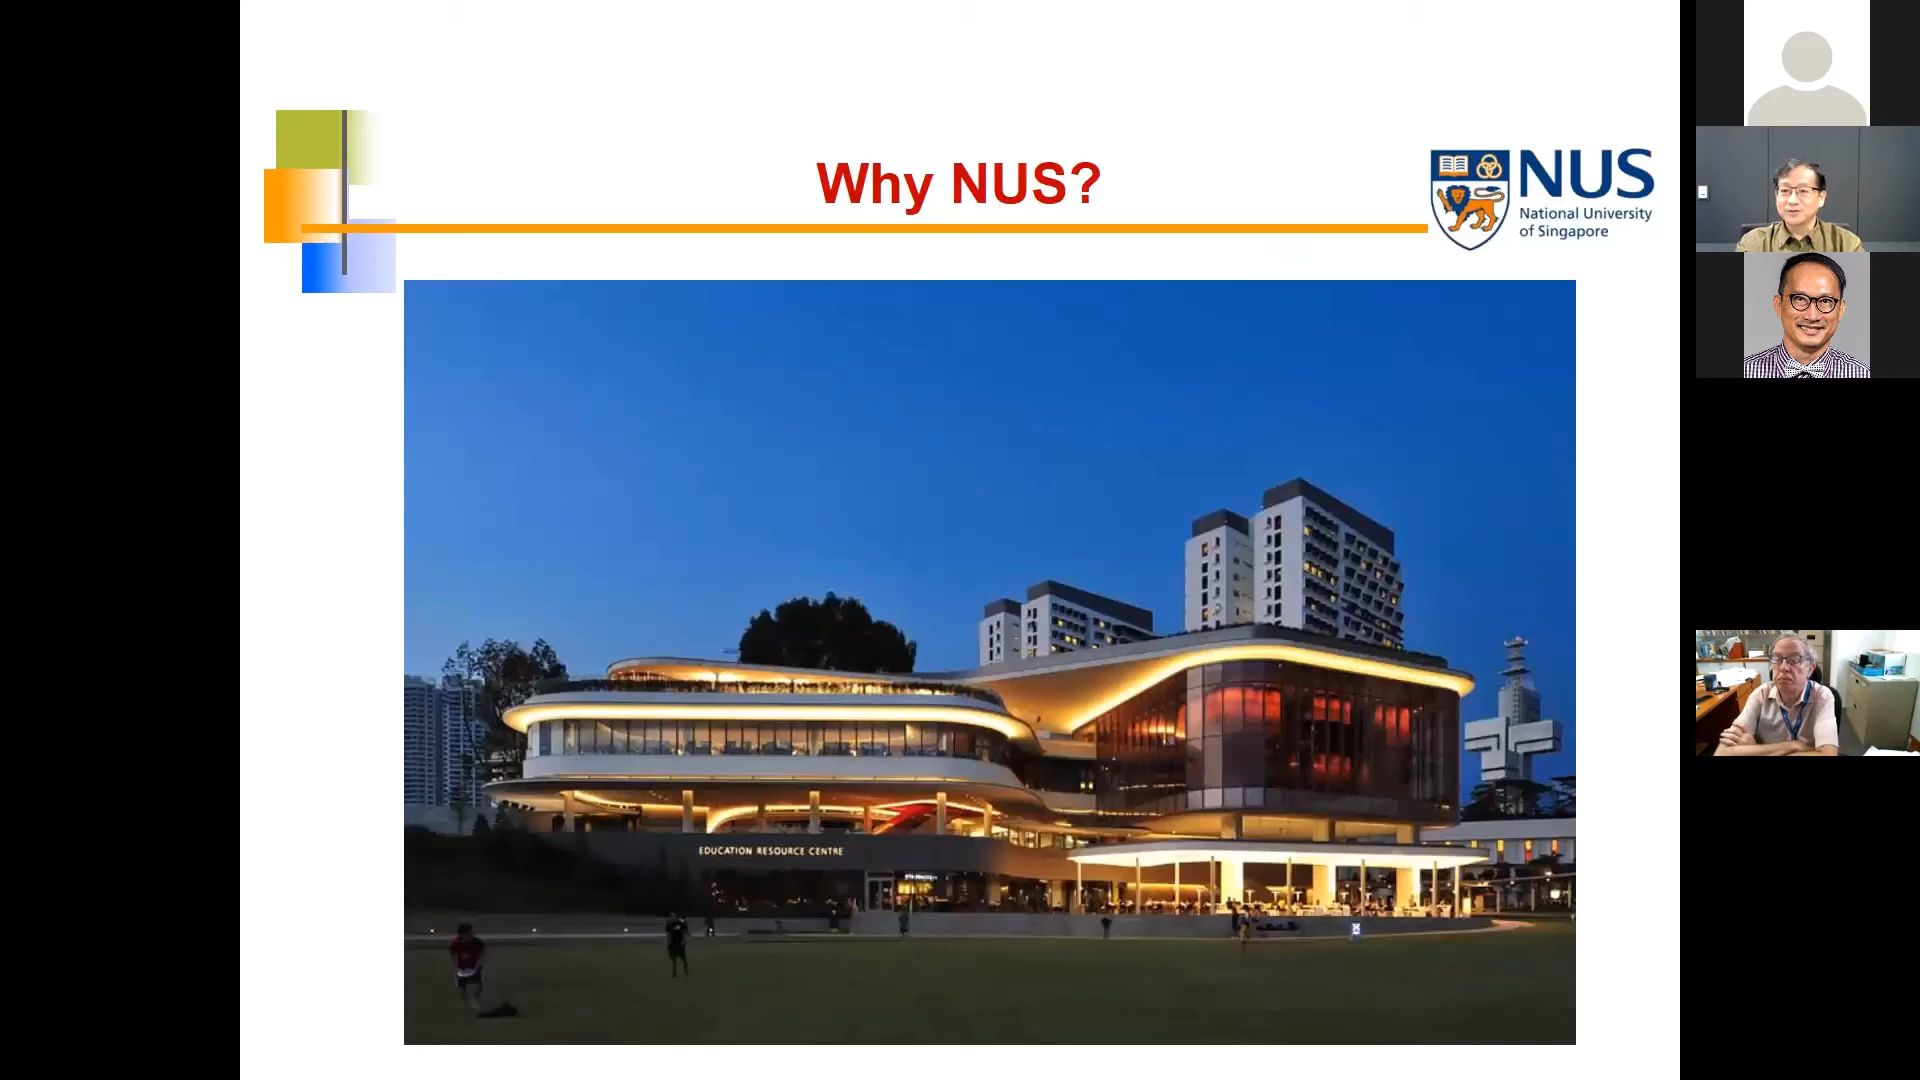 Why NUS?
NUS
National University
of Singapore
EDUCATION RESOURCE CENTRE